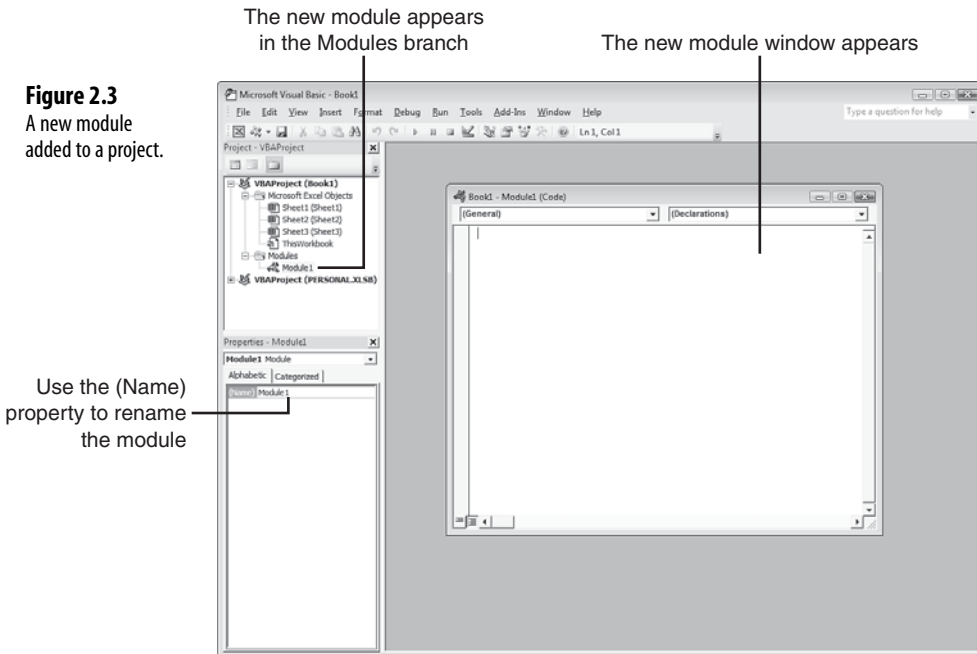 The new module appears
in the Modules branch
The new module window appears
Figure 2.3
A new module
added to a project.
Microsoft Visual Basic - Book1
File Edit View Insert Format Debug Run Tools Add-Ins Window Help
Type a question for help
Ln 1, Col 1
Project - VBAProject
VBAProject (Book1)
Microsoft Excel Objects
Sheet1 (Sheet1)
Sheet2 (Sheet2)
Sheet3 (Sheet3)
ThisWorkbook
Modules
Module1
VBAProject (PERSONAL.XLSB)
Book1 - Module1 (Code)
(General)
(Declarations)
Properties - Module1
Module1 Module
Alphabetic Categorized
(Name) Module1
Use the (Name)
property to rename
the module